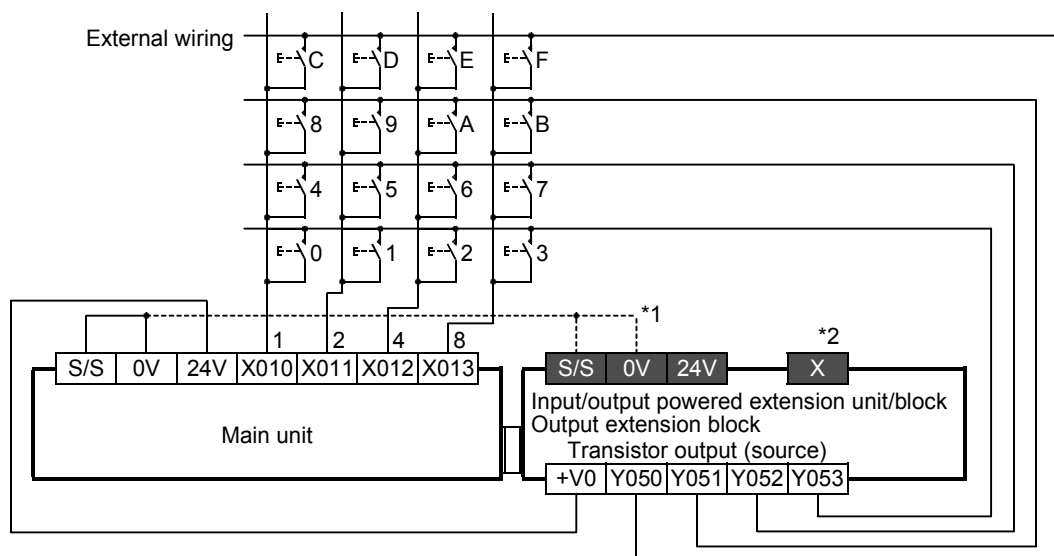 External wiring
C D E F
8 9 A B
4 5 6 7
0 1 2 3
*1
1 2 4 8
*2
S/S 0V 24V X010 X011 X012 X013
S/S 0V 24V X
Input/output powered extension unit/block
Output extension block
Main unit
Transistor output (source)
+V0 Y050 Y051 Y052 Y053